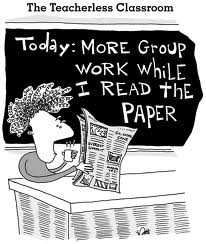 The Teacherless Classroom
Today: MORE GROUP
WORK WHILE
I READ THE
PAPER